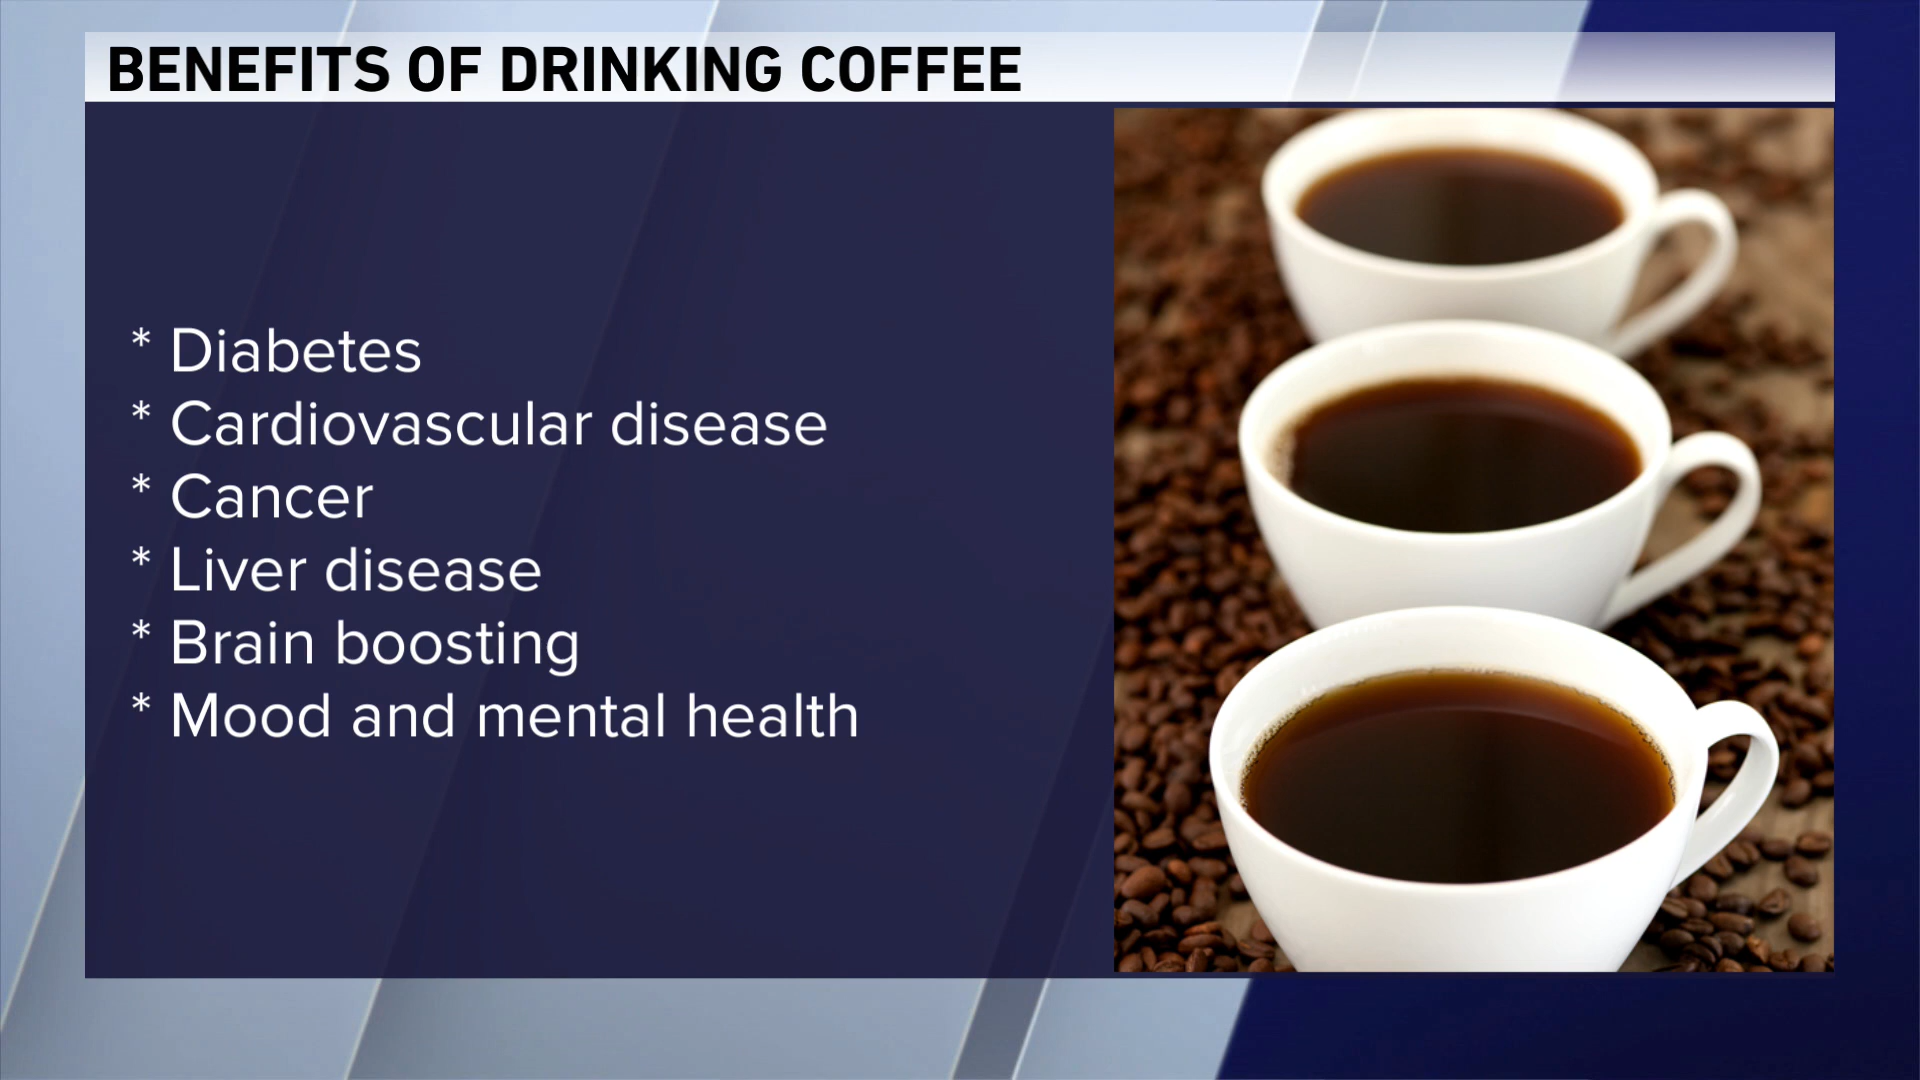 BENEFITS OF DRINKING COFFEE
* Diabetes
* Cardiovascular disease
* Cancer
* Liver disease
* Brain boosting
* Mood and mental health